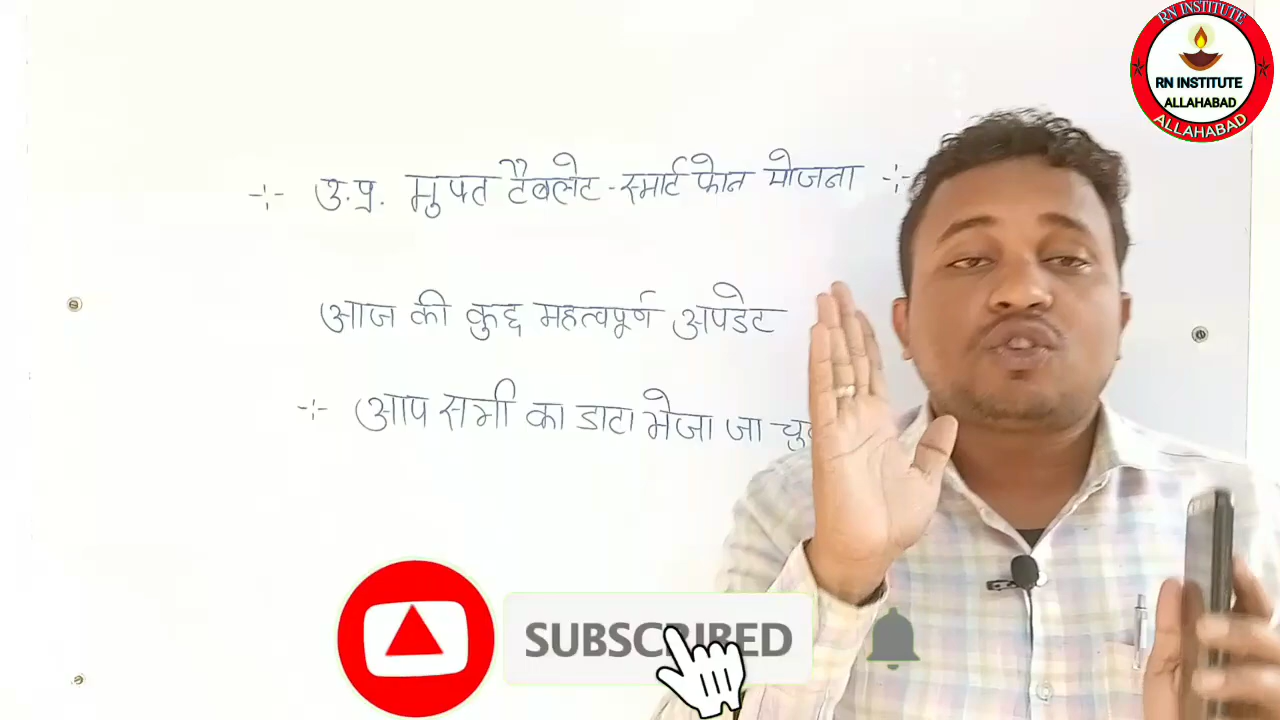 RN INSTITUTE
RN INSTITUTE
ALLAHABAD
ALLAHABAD
उ.प्र. मुफ्त टैबलेट - स्मार्ट फोन योजना
आज की कुछ महत्वपूर्ण अपडेट
आप सभी का डाटा भेजा जा
SUBSCRIBED